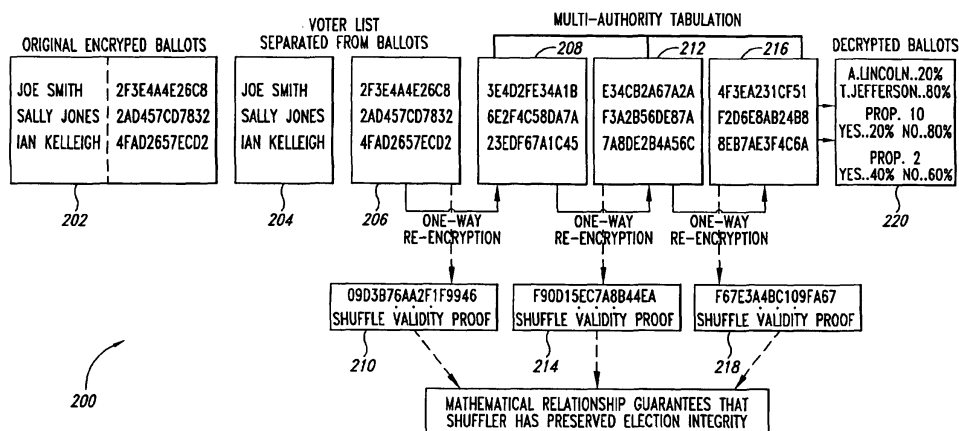 ORIGINAL ENCRYPED BALLOTS
JOE SMITH 2F3E4A4E26C8
SALLY JONES 2AD457CD7832
IAN KELLEIGH 4FAD2657ECD2
202
VOTER LIST
SEPARATED FROM BALLOTS
JOE SMITH
SALLY JONES
IAN KELLEIGH
204
2F3E4A4E26C8
2AD457CD7832
4FAD2657ECD2
206
MULTI-AUTHORITY TABULATION
208
3E4D2FE34A1B
6E2F4C58DA7A
23EDF67A1C45
212
E34CB2A67A2A
F3A2B56DE87A
7A8DE2B4A56C
216
4F3EA231CF51
F2D6E8AB24B8
8EB7AE3F4C6A
DECRYPTED BALLOTS
A.LINCOLN..20%
T.JEFFERSON..80%
PROP. 10
YES..20% NO..80%
PROP. 2
YES..40% NO..60%
220
ONE-WAY
RE-ENCRYPTION
ONE-WAY
RE-ENCRYPTION
ONE-WAY
RE-ENCRYPTION
09D3B76AA2F1F9946
SHUFFLE VALIDITY PROOF
210
F90D15EC7A8B44EA
SHUFFLE VALIDITY PROOF
214
F67E3A4BC109FA67
SHUFFLE VALIDITY PROOF
218
200
MATHEMATICAL RELATIONSHIP GUARANTEES THAT
SHUFFLER HAS PRESERVED ELECTION INTEGRITY